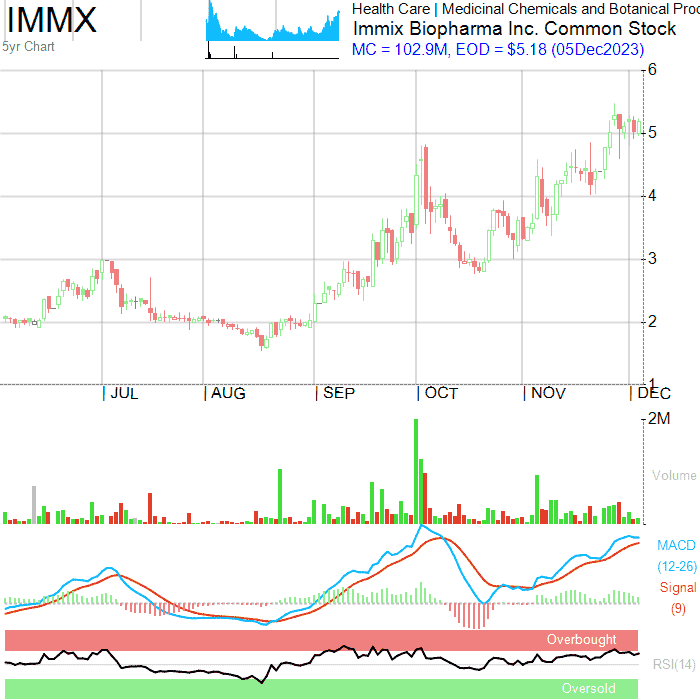 IMMX
5yr Chart
Health Care | Medicinal Chemicals and Botanical Proc
Immix Biopharma Inc. Common Stock
MC = 102.9M, EOD = $5.18 (05Dec2023)
6
5
4
3
2
1
JUL AUG SEP OCT NOV DEC
2M
Volume
MACD
(12-26)
Signal
(9)
Overbought
RSI(14)
Oversold